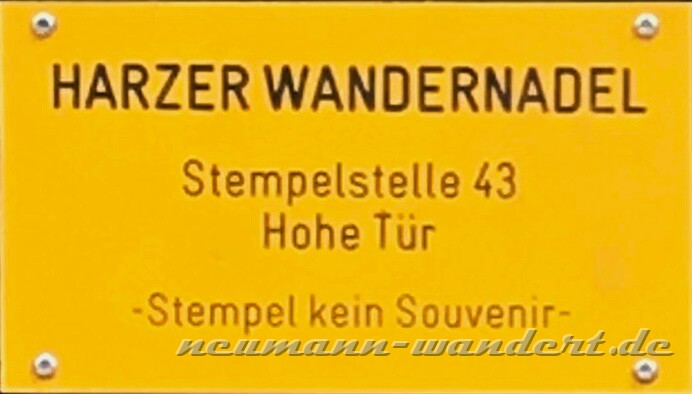 HARZER WANDERNADEL
Stempelstelle 43
Hohe Tür
-Stempel kein Souvenir-
neumann-wandert.de